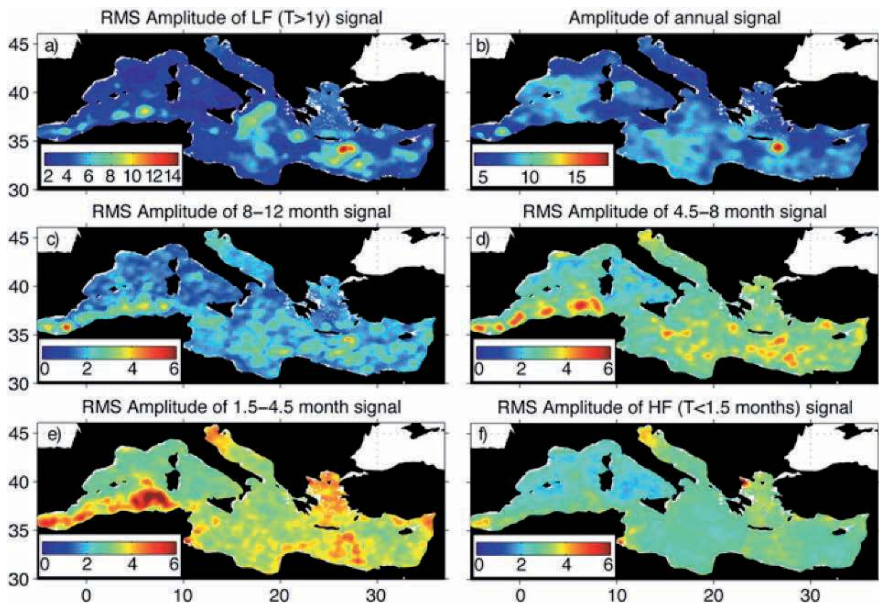 RMS Amplitude of LF (T>1y) signal
Amplitude of annual signal
a)
b)
45
40
35
30
2 4 6 8 10 12 14
5 10 15
RMS Amplitude of 8–12 month signal
RMS Amplitude of 4.5–8 month signal
c)
d)
45
40
35
30
0 2 4 6
0 2 4 6
RMS Amplitude of 1.5–4.5 month signal
RMS Amplitude of HF (T<1.5 months) signal
e)
f)
45
40
35
30
0 2 4 6
0 2 4 6
0 10 20 30
0 10 20 30